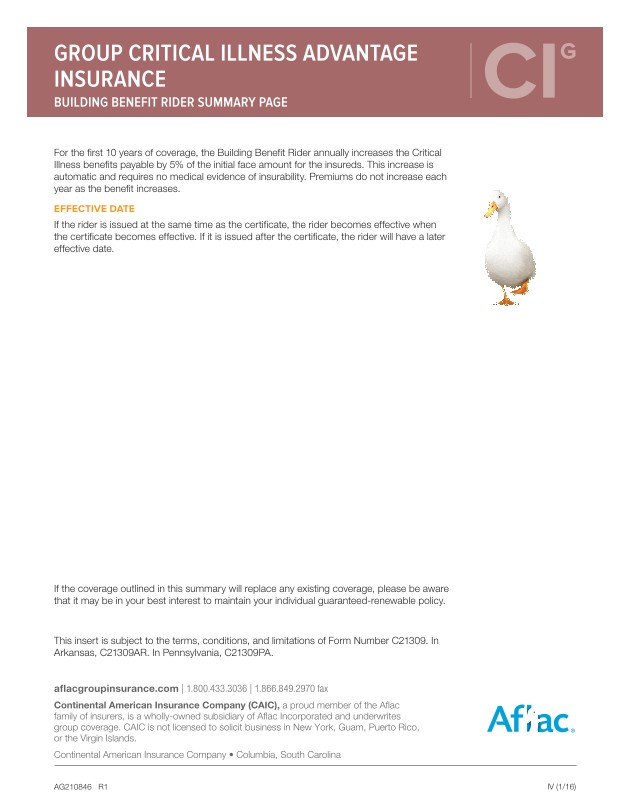 GROUP CRITICAL ILLNESS ADVANTAGE
INSURANCE
BUILDING BENEFIT RIDER SUMMARY PAGE
CI G
For the first 10 years of coverage, the Building Benefit Rider annually increases the Critical
Illness benefits payable by 5% of the initial face amount for the insureds. This increase is
automatic and requires no medical evidence of insurability. Premiums do not increase each
year as the benefit increases.
EFFECTIVE DATE
If the rider is issued at the same time as the certificate, the rider becomes effective when
the certificate becomes effective. If it is issued after the certificate, the rider will have a later
effective date.
If the coverage outlined in this summary will replace any existing coverage, please be aware
that it may be in your best interest to maintain your individual guaranteed-renewable policy.
This insert is subject to the terms, conditions, and limitations of Form Number C21309. In
Arkansas, C21309AR. In Pennsylvania, C21309PA.
aflacgroupinsurance.com | 1.800.433.3036 | 1.866.849.2970 fax
Continental American Insurance Company (CAIC), a proud member of the Aflac
family of insurers, is a wholly-owned subsidiary of Aflac Incorporated and underwrites
group coverage. CAIC is not licensed to solicit business in New York, Guam, Puerto Rico,
or the Virgin Islands.
Continental American Insurance Company • Columbia, South Carolina
Aflac®
AG210846 R1
IV (1/16)